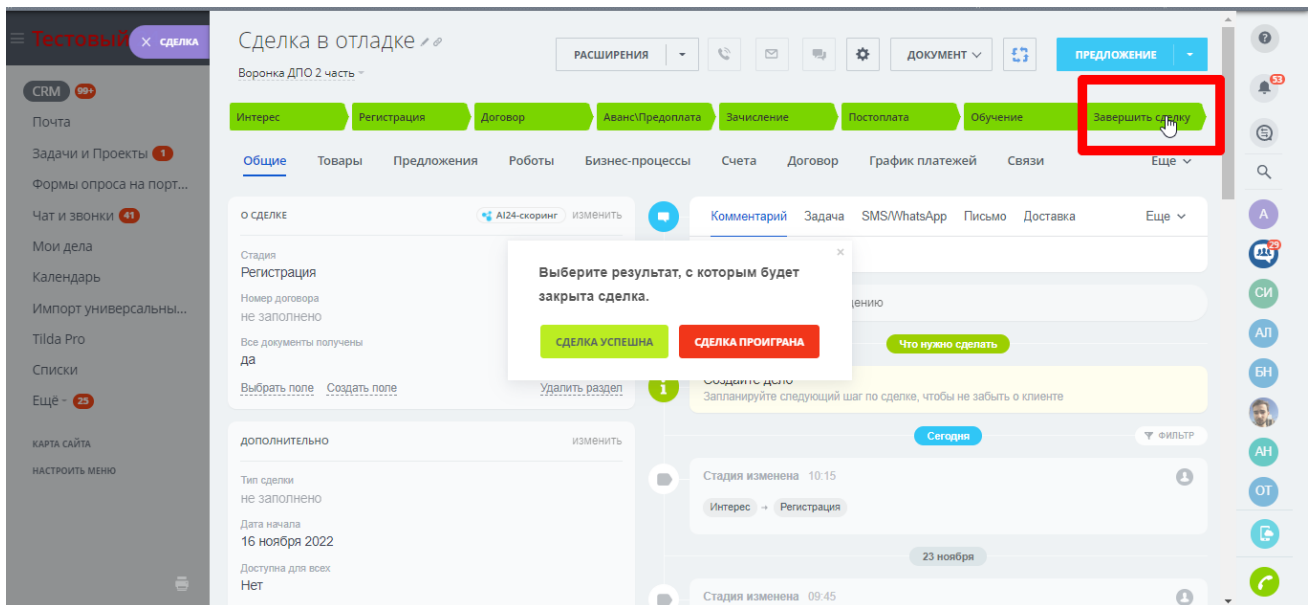 Тестовый
× СДЕЛКА
CRM 99+
Почта
Задачи и Проекты 1
Формы опроса на порт...
Чат и звонки 41
Мои дела
Календарь
Импорт универсальны...
Tilda Pro
Списки
Ещё - 25
КАРТА САЙТА
НАСТРОИТЬ МЕНЮ
Сделка в отладке
Воронка ДПО 2 часть
РАСШИРЕНИЯ
ДОКУМЕНТ
ПРЕДЛОЖЕНИЕ
Интерес
Регистрация
Договор
Аванс\Предоплата
Зачисление
Постоплата
Обучение
Завершить сделку
Общие
Товары
Предложения
Роботы
Бизнес-процессы
Счета
Договор
График платежей
Связи
Еще
О СДЕЛКЕ
AI24-скоринг
ИЗМЕНИТЬ
Стадия
Регистрация
Номер договора
не заполнено
Все документы получены
да
Выбрать поле
Создать поле
Удалить раздел
ДОПОЛНИТЕЛЬНО
ИЗМЕНИТЬ
Тип сделки
не заполнено
Дата начала
16 ноября 2022
Доступна для всех
Нет
Выберите результат, с которым будет
закрыта сделка.
СДЕЛКА УСПЕШНА
СДЕЛКА ПРОИГРАНА
Комментарий
Задача
SMS/WhatsApp
Письмо
Доставка
Еще
Что нужно сделать
Создайте дело
Запланируйте следующий шаг по сделке, чтобы не забыть о клиенте
Сегодня
ФИЛЬТР
Стадия изменена 10:15
Интерес → Регистрация
23 ноября
Стадия изменена 09:45
53
А
29
СИ
АЛ
БН
АН
ОТ